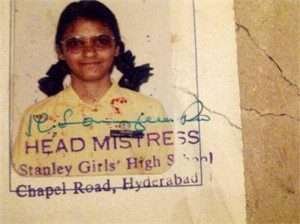 HEAD MISTRESS
Stanley Girls' High School
Chapel Road, Hyderabad